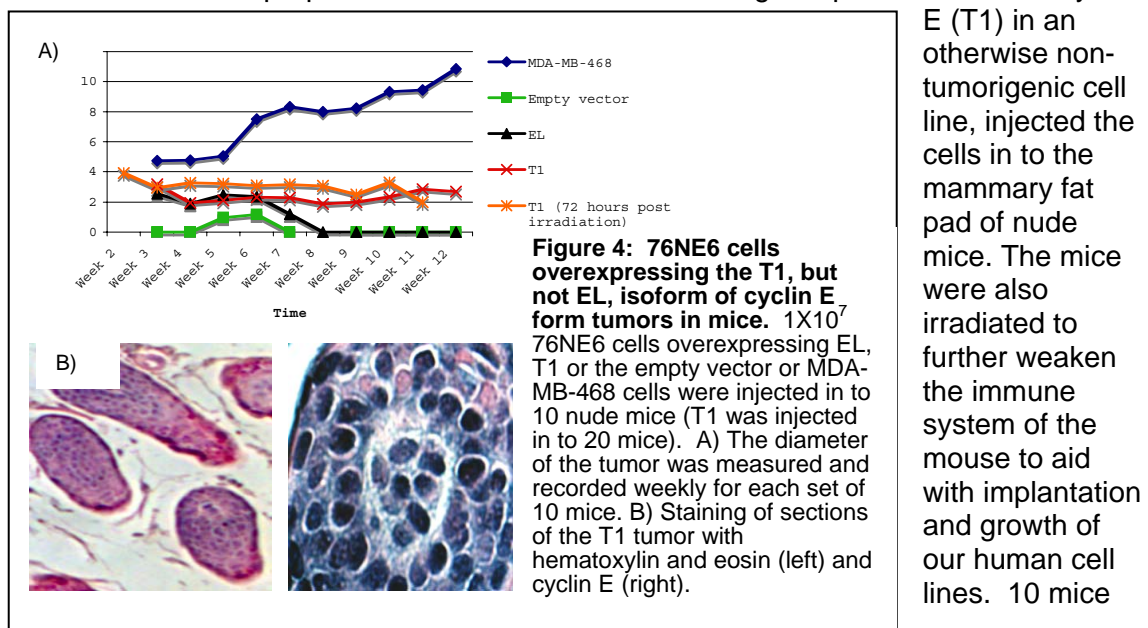 A)
10
8
6
4
2
0
Week 2
Week 3
Week 4
Week 5
Week 6
Week 7
Week 8
Week 9
Week 10
Week 11
Week 12
Time
MDA-MB-468
Empty vector
EL
T1
T1 (72 hours post
irradiation)
B)
Figure 4: 76NE6 cells
overexpressing the T1, but
not EL, isoform of cyclin E
form tumors in mice. 1X10⁷
76NE6 cells overexpressing EL,
T1 or the empty vector or MDA-
MB-468 cells were injected in to
10 nude mice (T1 was injected
in to 20 mice). A) The diameter
of the tumor was measured and
recorded weekly for each set of
10 mice. B) Staining of sections
of the T1 tumor with
hematoxylin and eosin (left) and
cyclin E (right).
E (T1) in an
otherwise non-
tumorigenic cell
line, injected the
cells in to the
mammary fat
pad of nude
mice. The mice
were also
irradiated to
further weaken
the immune
system of the
mouse to aid
with implantation
and growth of
our human cell
lines. 10 mice